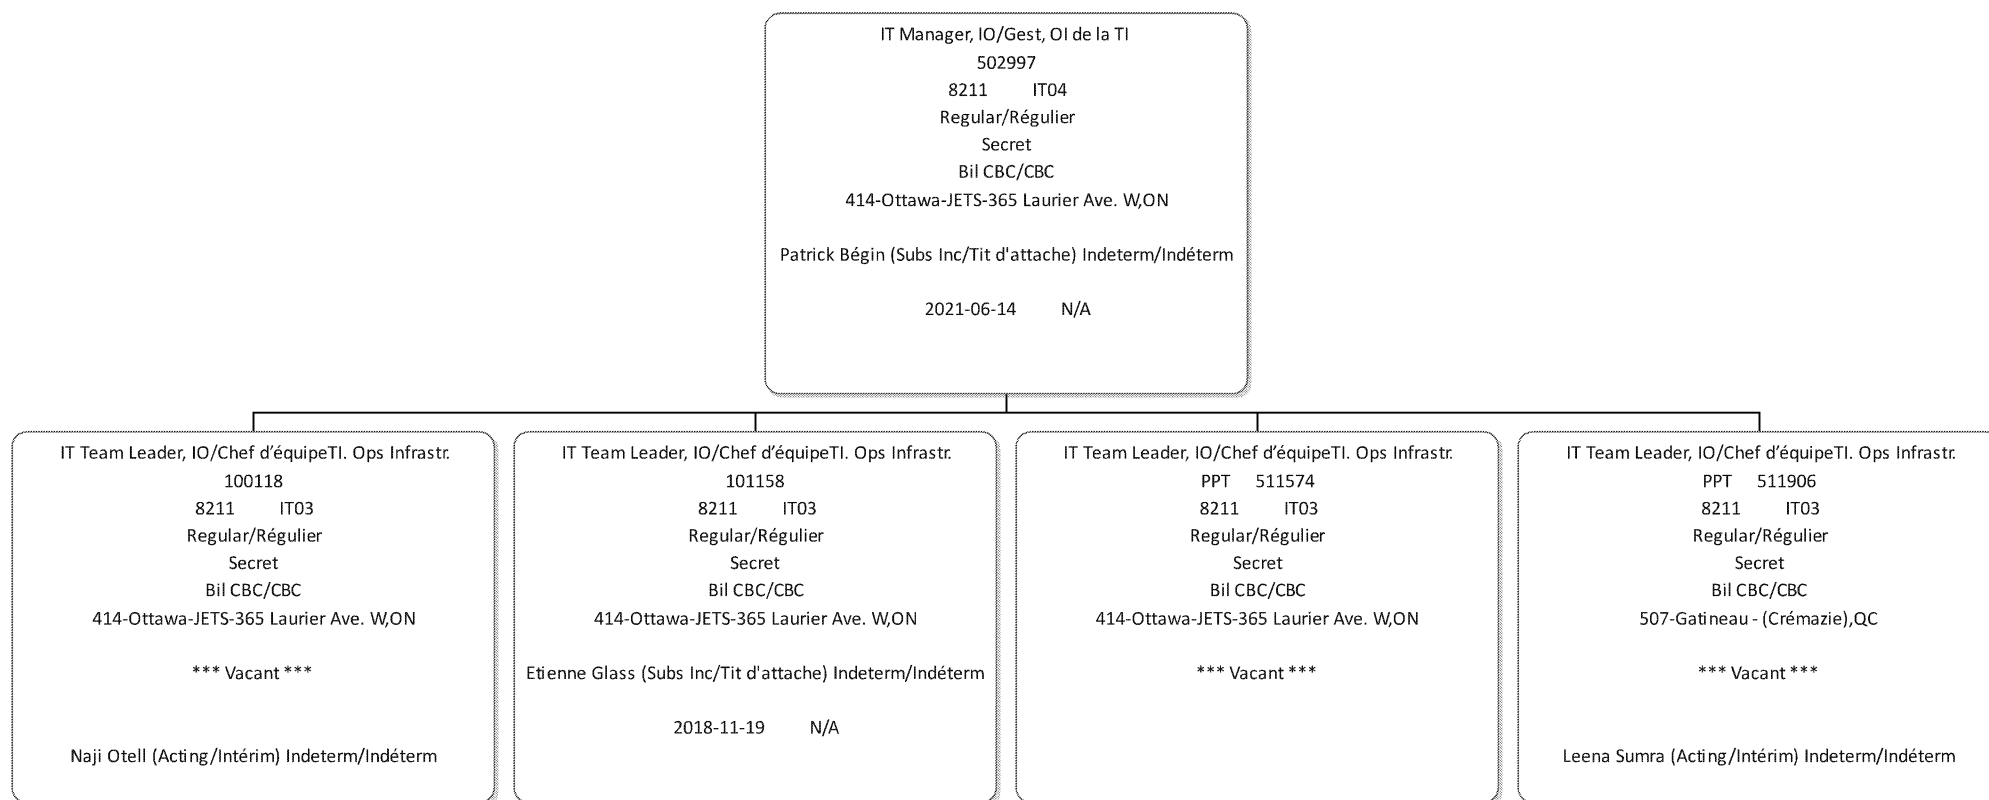 IT Manager, IO/Gest, OI de la TI
502997
8211 IT04
Regular/Régulier
Secret
Bil CBC/CBC
414-Ottawa-JETS-365 Laurier Ave. W,ON
Patrick Bégin (Subs Inc/Tit d'attache) Indeterm/Indéterm
2021-06-14 N/A
IT Team Leader, IO/Chef d’équipeTI. Ops Infrastr.
100118
8211 IT03
Regular/Régulier
Secret
Bil CBC/CBC
414-Ottawa-JETS-365 Laurier Ave. W,ON
*** Vacant ***
Naji Otell (Acting/Intérim) Indeterm/Indéterm
IT Team Leader, IO/Chef d’équipeTI. Ops Infrastr.
101158
8211 IT03
Regular/Régulier
Secret
Bil CBC/CBC
414-Ottawa-JETS-365 Laurier Ave. W,ON
Etienne Glass (Subs Inc/Tit d'attache) Indeterm/Indéterm
2018-11-19 N/A
IT Team Leader, IO/Chef d’équipeTI. Ops Infrastr.
PPT 511574
8211 IT03
Regular/Régulier
Secret
Bil CBC/CBC
414-Ottawa-JETS-365 Laurier Ave. W,ON
*** Vacant ***
IT Team Leader, IO/Chef d’équipeTI. Ops Infrastr.
PPT 511906
8211 IT03
Regular/Régulier
Secret
Bil CBC/CBC
507-Gatineau - (Crémazie),QC
*** Vacant ***
Leena Sumra (Acting/Intérim) Indeterm/Indéterm